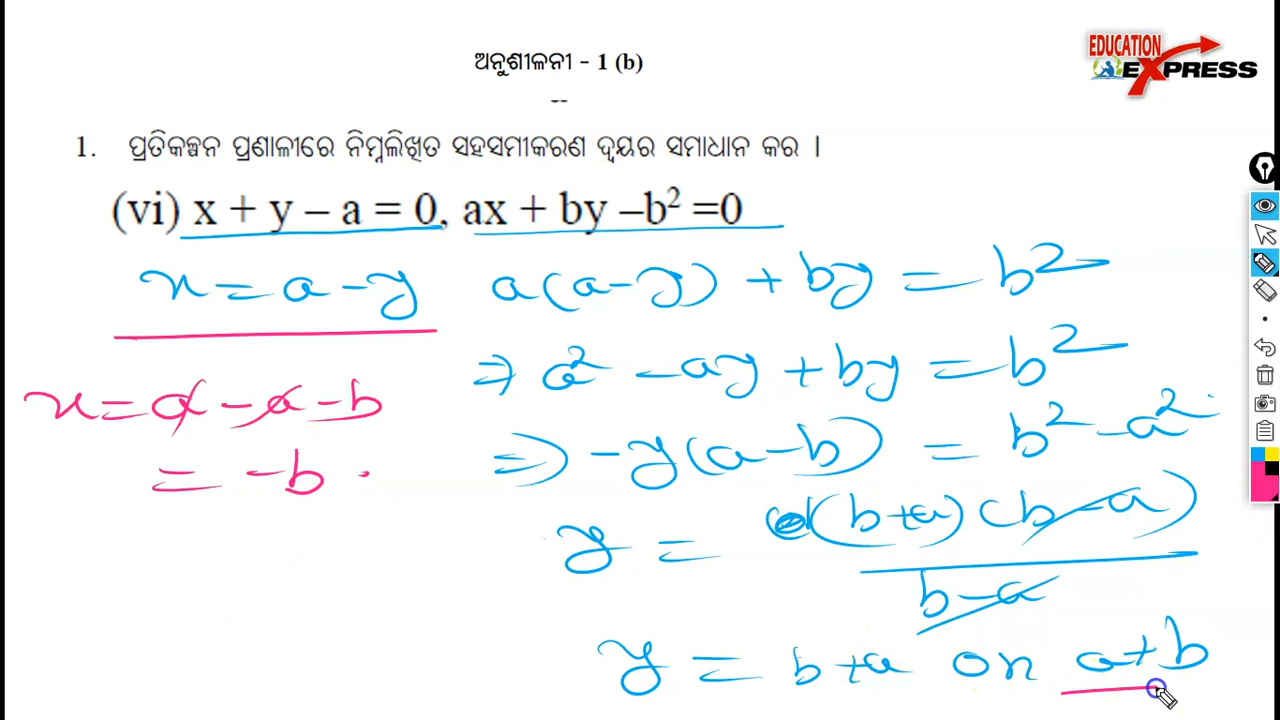 ଅନୁଶୀଳନୀ - 1 (b)
EDUCATION
EXPRESS
1. ପ୍ରତିକଳ୍ପନ ପ୍ରଣାଳୀରେ ନିମ୍ନଲିଖିତ ସହସମୀକରଣ ଦ୍ୱୟର ସମାଧାନ କର ।
(vi) x + y – a = 0, ax + by –b² =0
x = a - y
a(a-y) + by = b²
⇒ a² - ay + by = b²
x = a - a - b
⇒ -y(a-b) = b² - a²
= -b .
y = (b+a) (b-a)
b-a
y = b+a or a+b